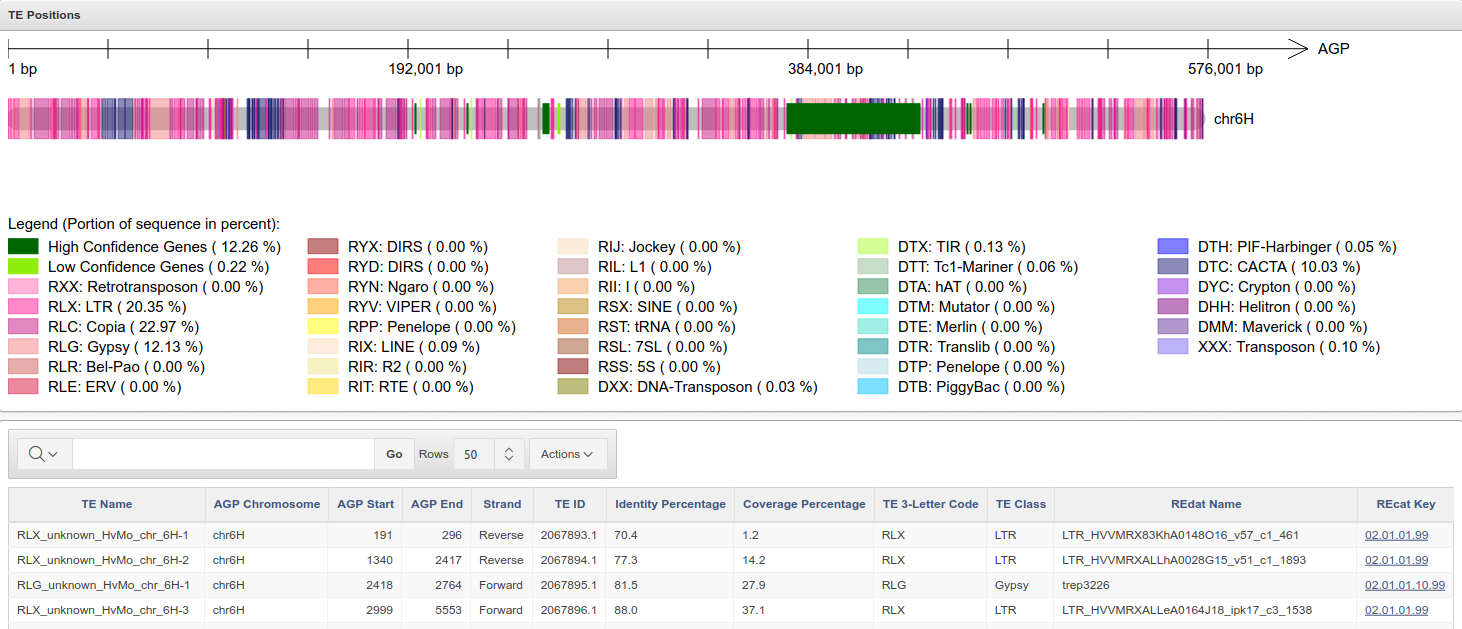 TE Positions
AGP
1 bp 192,001 bp 384,001 bp 576,001 bp
chr6H
Legend (Portion of sequence in percent):
High Confidence Genes ( 12.26 %) RYX: DIRS ( 0.00 %) RIJ: Jockey ( 0.00 %) DTX: TIR ( 0.13 %) DTH: PIF-Harbinger ( 0.05 %)
Low Confidence Genes ( 0.22 %) RYD: DIRS ( 0.00 %) RIL: L1 ( 0.00 %) DTT: Tc1-Mariner ( 0.06 %) DTC: CACTA ( 10.03 %)
RXX: Retrotransposon ( 0.00 %) RYN: Ngaro ( 0.00 %) RII: I ( 0.00 %) DTA: hAT ( 0.00 %) DYC: Crypton ( 0.00 %)
RLX: LTR ( 20.35 %) RYV: VIPER ( 0.00 %) RSX: SINE ( 0.00 %) DTM: Mutator ( 0.00 %) DHH: Helitron ( 0.00 %)
RLC: Copia ( 22.97 %) RPP: Penelope ( 0.00 %) RST: tRNA ( 0.00 %) DTE: Merlin ( 0.00 %) DMM: Maverick ( 0.00 %)
RLG: Gypsy ( 12.13 %) RIX: LINE ( 0.09 %) RSL: 7SL ( 0.00 %) DTR: Translib ( 0.00 %) XXX: Transposon ( 0.10 %)
RLR: Bel-Pao ( 0.00 %) RIR: R2 ( 0.00 %) RSS: 5S ( 0.00 %) DTP: Penelope ( 0.00 %)
RLE: ERV ( 0.00 %) RIT: RTE ( 0.00 %) DXX: DNA-Transposon ( 0.03 %) DTB: PiggyBac ( 0.00 %)
Go Rows 50 Actions
TE Name AGP Chromosome AGP Start AGP End Strand TE ID Identity Percentage Coverage Percentage TE 3-Letter Code TE Class REdat Name REcat Key
RLX_unknown_HvMo_chr_6H-1 chr6H 191 296 Reverse 2067893.1 70.4 1.2 RLX LTR LTR_HVVMRX83KhA0148O16_v57_c1_461 02.01.01.99
RLX_unknown_HvMo_chr_6H-2 chr6H 1340 2417 Reverse 2067894.1 77.3 14.2 RLX LTR LTR_HVVMRXALLhA0028G15_v51_c1_1893 02.01.01.99
RLG_unknown_HvMo_chr_6H-1 chr6H 2418 2764 Forward 2067895.1 81.5 27.9 RLG Gypsy trep3226 02.01.01.10.99
RLX_unknown_HvMo_chr_6H-3 chr6H 2999 5553 Forward 2067896.1 88.0 37.1 RLX LTR LTR_HVVMRXALLeA0164J18_ipk17_c3_1538 02.01.01.99